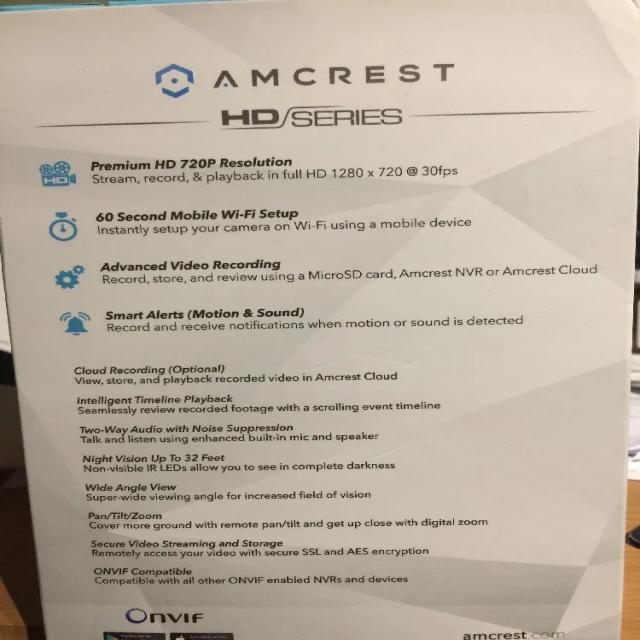 AMCREST
HD/SERIES
Premium HD 720P Resolution
Stream, record, & playback in full HD 1280 x 720 @ 30fps
60 Second Mobile Wi-Fi Setup
Instantly setup your camera on Wi-Fi using a mobile device
Advanced Video Recording
Record, store, and review using a MicroSD card, Amcrest NVR or Amcrest Cloud
Smart Alerts (Motion & Sound)
Record and receive notifications when motion or sound is detected
Cloud Recording (Optional)
View, store, and playback recorded video in Amcrest Cloud
Intelligent Timeline Playback
Seamlessly review recorded footage with a scrolling event timeline
Two-Way Audio with Noise Suppression
Talk and listen using enhanced built-in mic and speaker
Night Vision Up To 32 Feet
Non-visible IR LEDs allow you to see in complete darkness
Wide Angle View
Super-wide viewing angle for increased field of vision
Pan/Tilt/Zoom
Cover more ground with remote pan/tilt and get up close with digital zoom
Secure Video Streaming and Storage
Remotely access your video with secure SSL and AES encryption
ONVIF Compatible
Compatible with all other ONVIF enabled NVRs and devices
ONVIF
amcrest.com